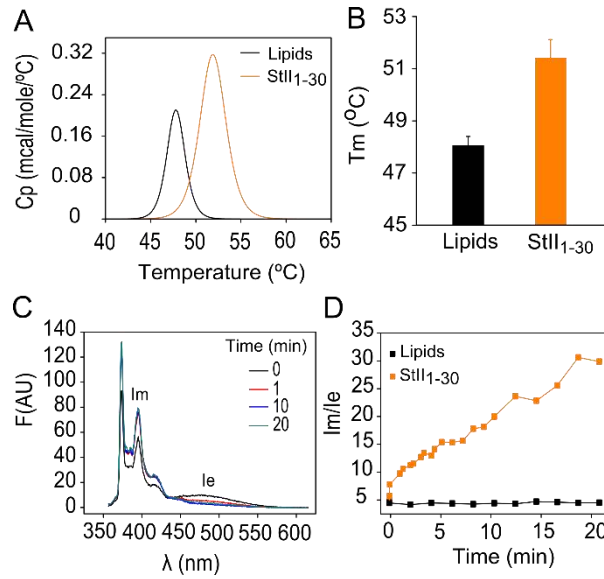 A
Cp (mcal/mole/ºC)
0.32
0.24
0.16
0.08
0
Lipids
StII1-30
40 45 50 55 60 65
Temperature (ºC)
B
Tm (ºC)
53
51
49
47
45
Lipids StII1-30
C
F(AU)
140
120
100
80
60
40
20
0
Time (min)
0
1
10
20
Im
Ie
350 400 450 500 550 600
λ (nm)
D
Im/Ie
35
30
25
20
15
10
5
Lipids
StII1-30
0 5 10 15 20
Time (min)